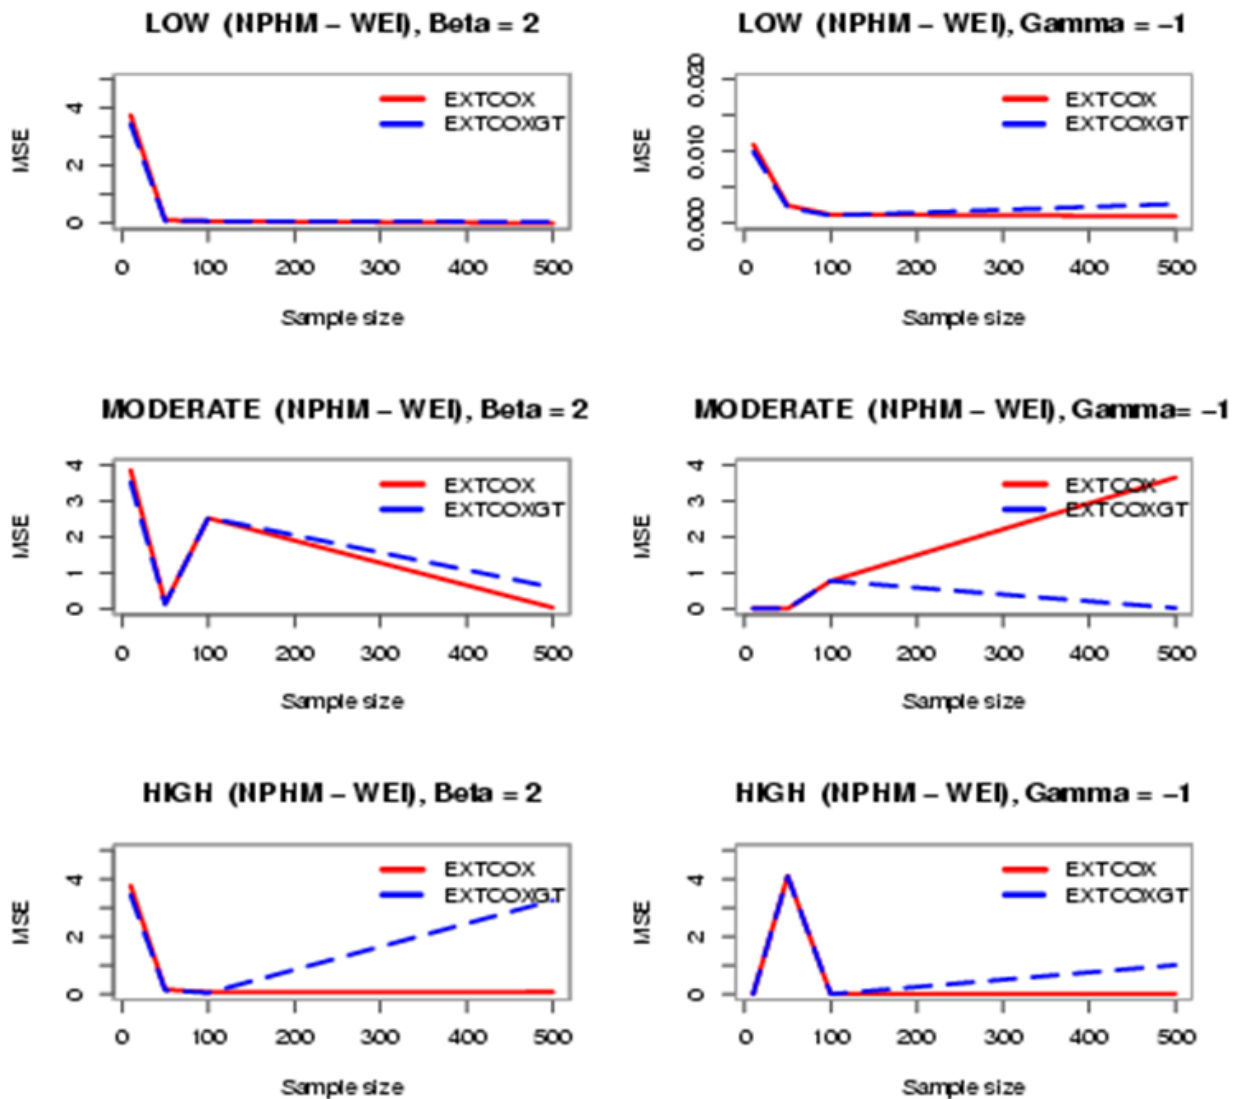 LOW (NPHM – WEI), Beta = 2
MSE
4
2
0
EXTCOX
EXTCOXGT
0 100 200 300 400 500
Sample size
LOW (NPHM – WEI), Gamma = –1
MSE
0.020
0.010
0.000
EXTCOX
EXTCOXGT
0 100 200 300 400 500
Sample size
MODERATE (NPHM – WEI), Beta = 2
MSE
4
3
2
1
0
EXTCOX
EXTCOXGT
0 100 200 300 400 500
Sample size
MODERATE (NPHM – WEI), Gamma= –1
MSE
4
3
2
1
0
EXTCOX
EXTCOXGT
0 100 200 300 400 500
Sample size
HIGH (NPHM – WEI), Beta = 2
MSE
4
2
0
EXTCOX
EXTCOXGT
0 100 200 300 400 500
Sample size
HIGH (NPHM – WEI), Gamma = –1
MSE
4
2
0
EXTCOX
EXTCOXGT
0 100 200 300 400 500
Sample size